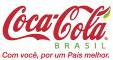 Coca-Cola
BRASIL
Com você, por um País melhor.